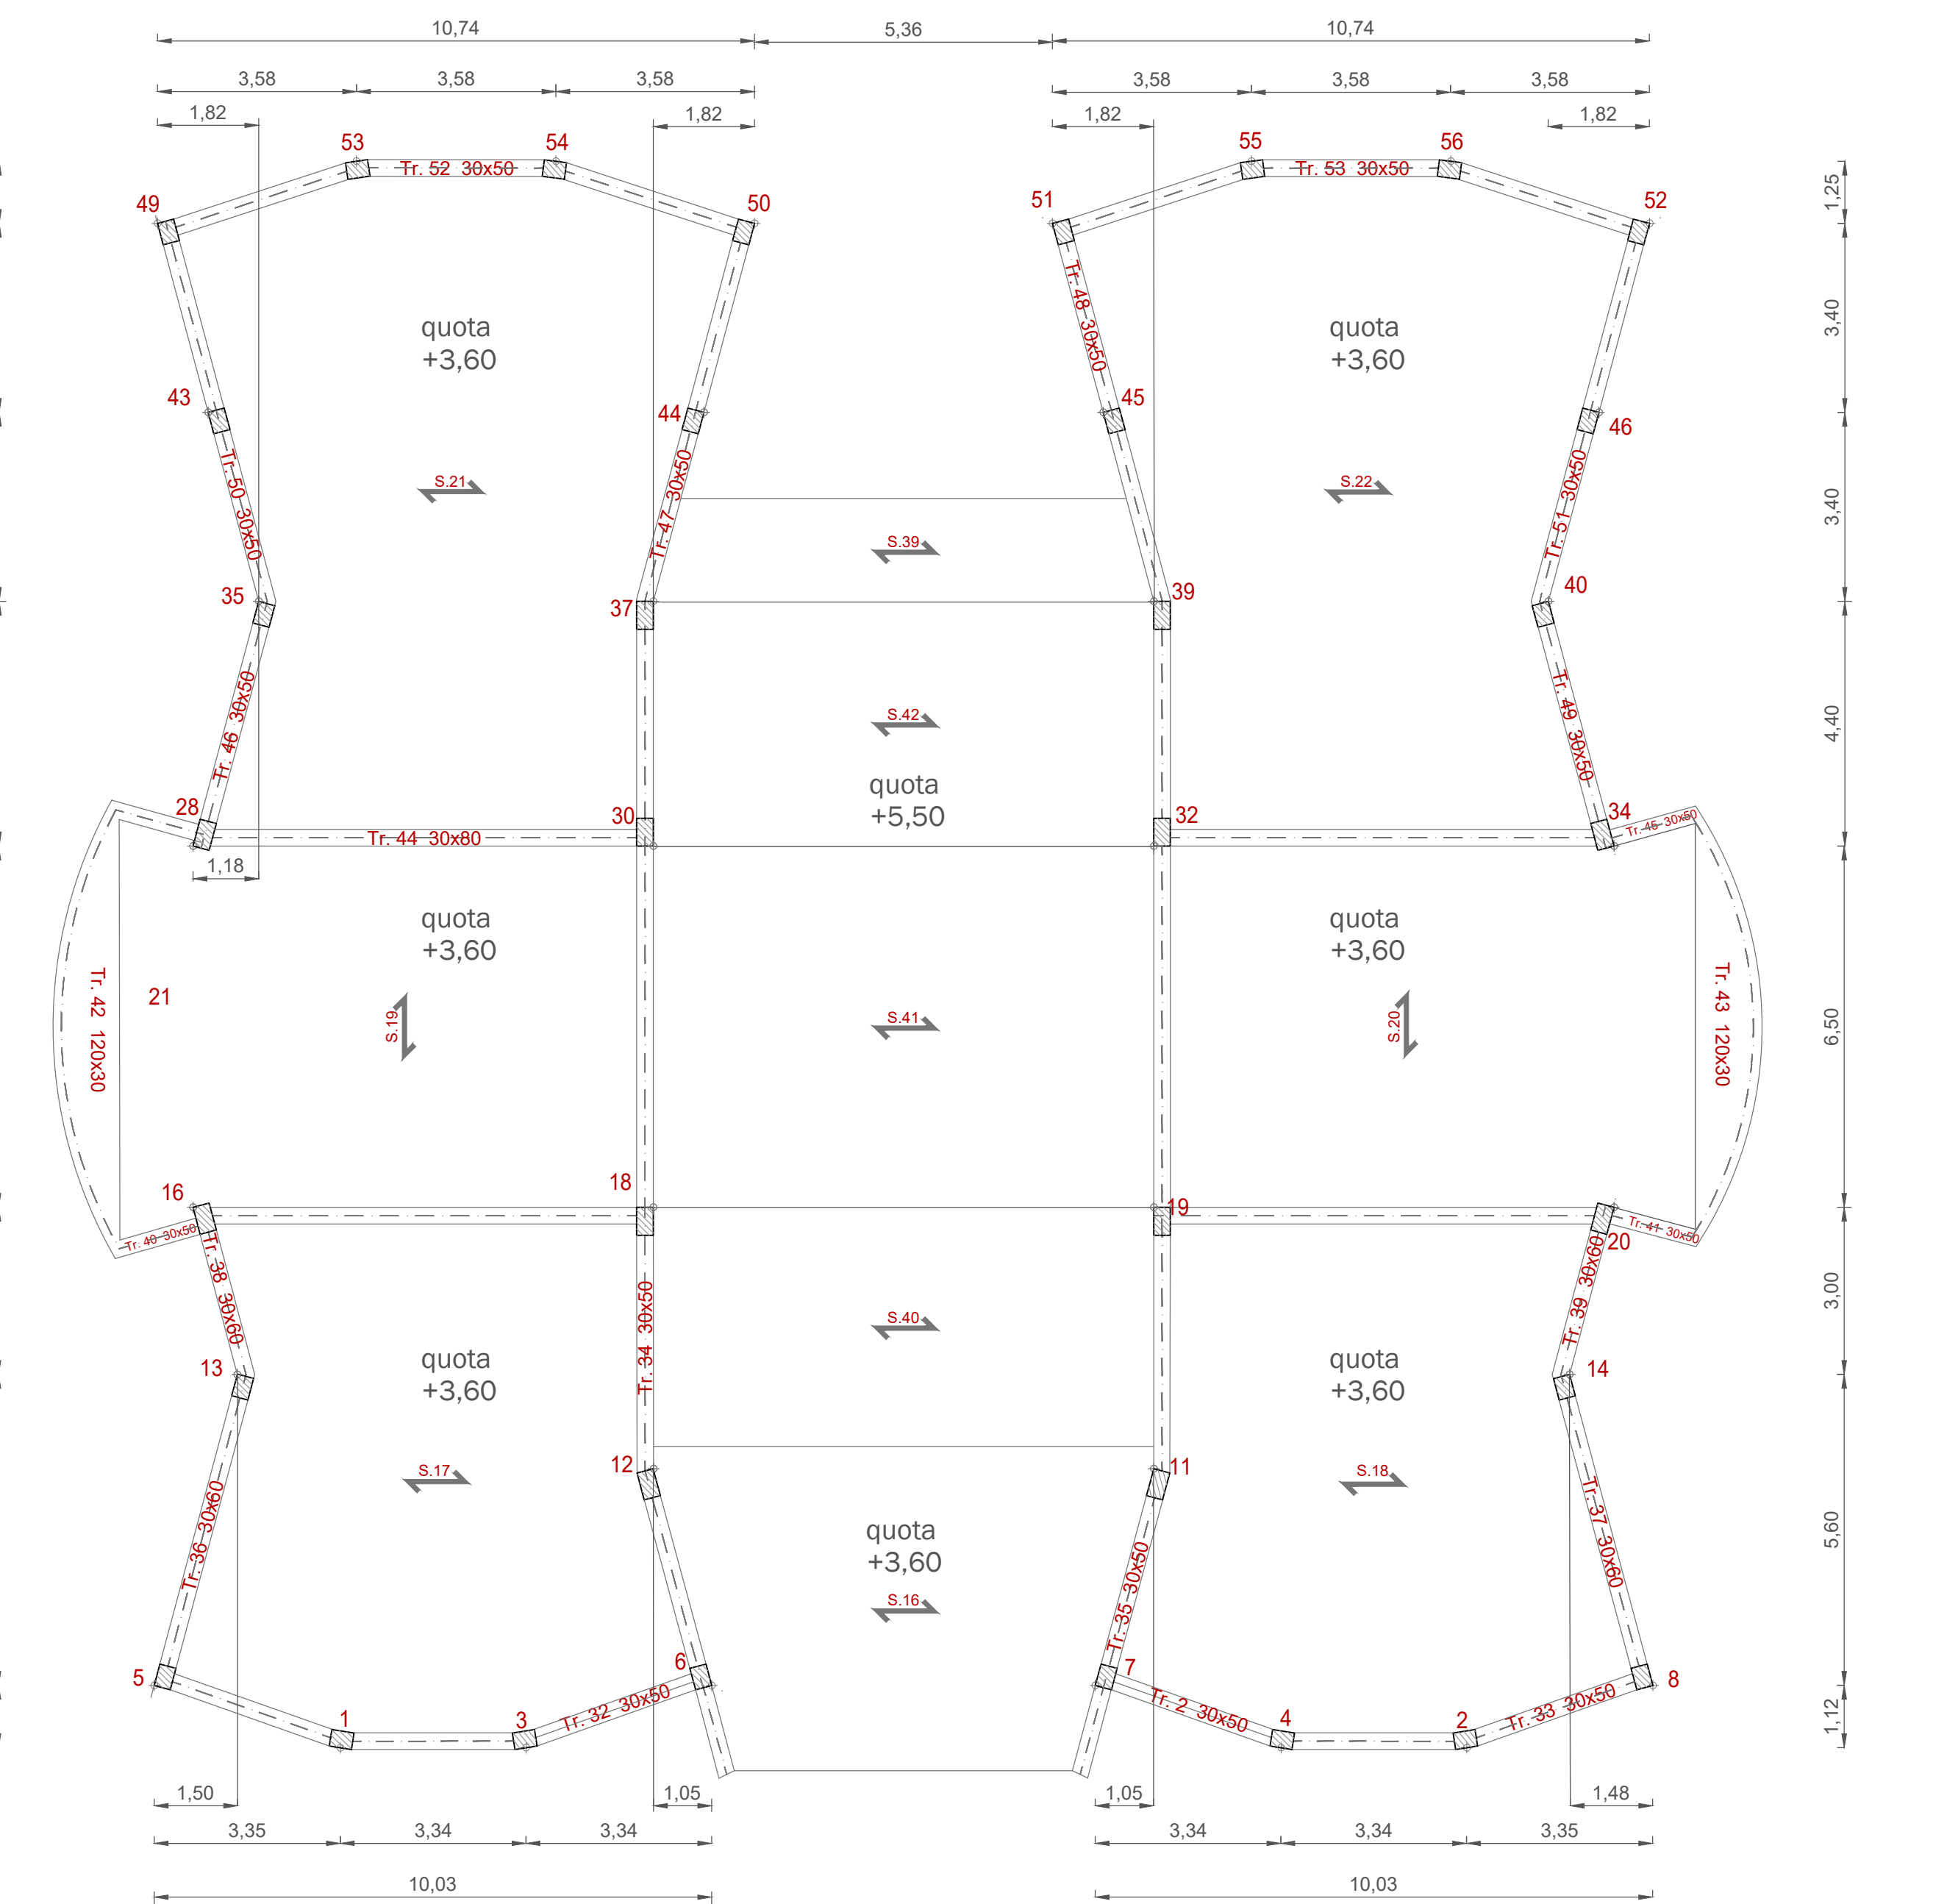 10,74
5,36
10,74
3,58
3,58
3,58
3,58
3,58
3,58
1,82
1,82
1,82
1,82
53
54
55
56
Tr. 52 30x50
Tr. 53 30x50
49
50
51
52
1,25
Tr. 48 30x50
quota
+3,60
quota
+3,60
3,40
43
44
45
46
Tr. 50 30x50
Tr. 47 30x50
Tr. 51 30x50
S.21
S.22
3,40
S.39
35
37
39
40
Tr. 46 30x50
Tr. 49 30x50
S.42
4,40
quota
+5,50
28
30
32
34
Tr. 44 30x80
Tr. 45 30x50
1,18
quota
+3,60
quota
+3,60
Tr. 42 120x30
21
S.19
S.41
S.20
Tr. 43 120x30
6,50
16
18
19
20
Tr. 40 30x50
Tr. 41 30x50
Tr. 38 30x60
Tr. 39 30x60
Tr. 34 30x50
S.40
3,00
13
14
quota
+3,60
quota
+3,60
12
11
S.17
S.18
Tr. 36 30x60
quota
+3,60
Tr. 35 30x50
Tr. 37 30x60
S.16
5,60
5
6
7
8
1
3
4
2
Tr. 32 30x50
Tr. 2 30x50
Tr. 33 30x50
1,12
1,50
1,05
1,05
1,48
3,35
3,34
3,34
3,34
3,34
3,35
10,03
10,03